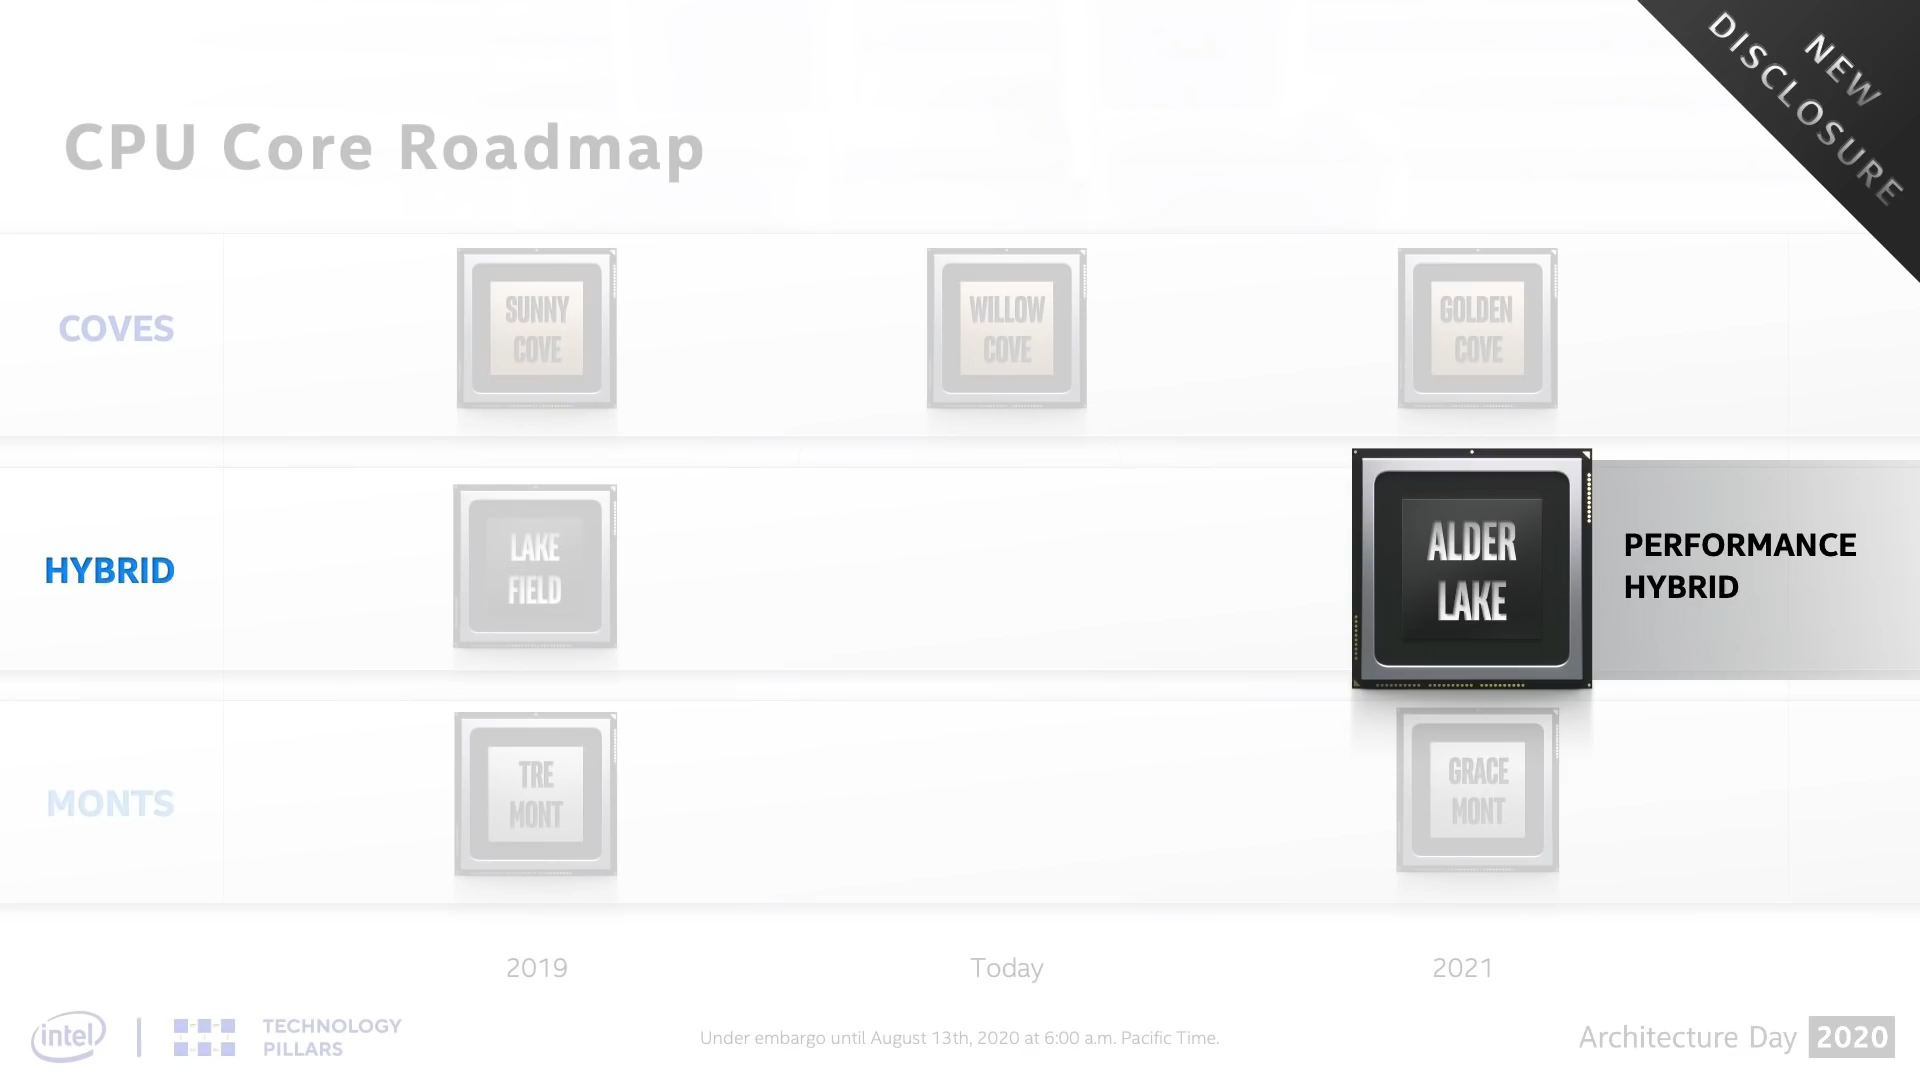 NEW
DISCLOSURE
CPU Core Roadmap
COVES
SUNNY
COVE
WILLOW
COVE
GOLDEN
COVE
HYBRID
LAKE
FIELD
ALDER
LAKE
PERFORMANCE
HYBRID
MONTS
TRE
MONT
GRACE
MONT
2019
Today
2021
intel
TECHNOLOGY
PILLARS
Under embargo until August 13th, 2020 at 6:00 a.m. Pacific Time.
Architecture Day 2020